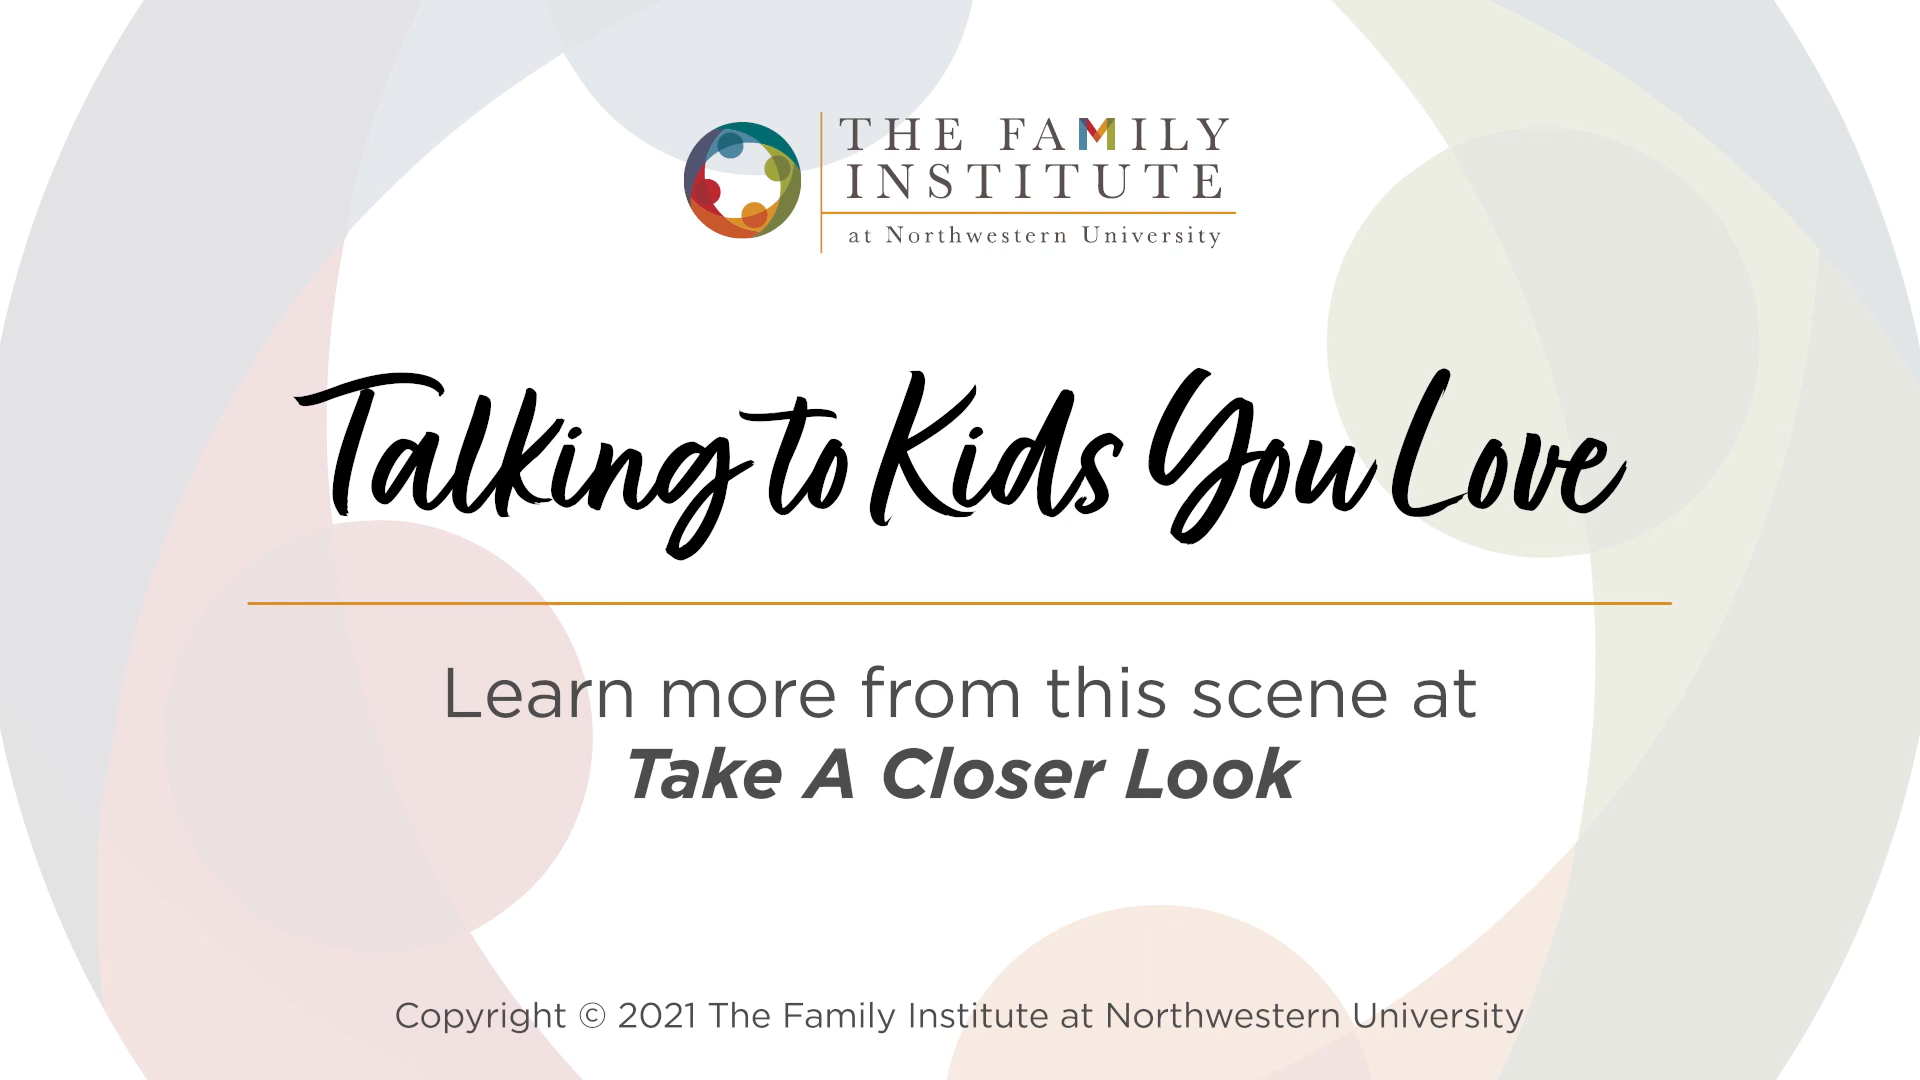 THE FAMILY
INSTITUTE
at Northwestern University
Talking to Kids You Love
Learn more from this scene at
Take A Closer Look
Copyright © 2021 The Family Institute at Northwestern University